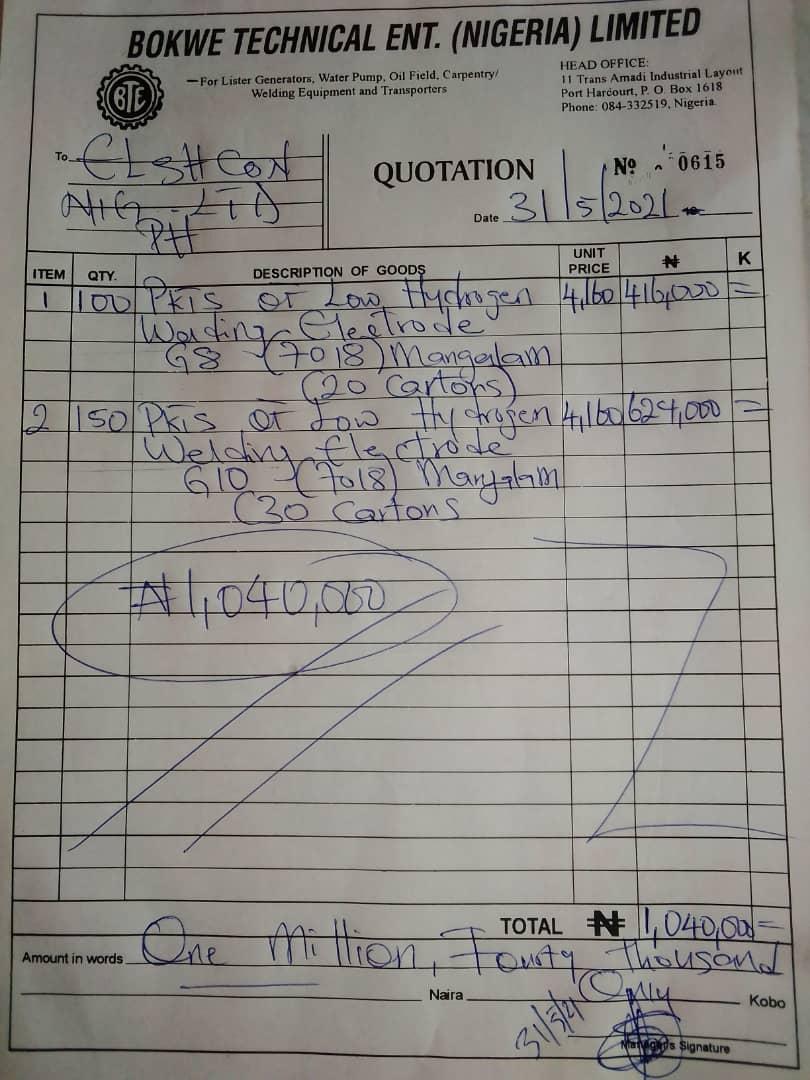 BOKWE TECHNICAL ENT. (NIGERIA) LIMITED
BTE
—For Lister Generators, Water Pump, Oil Field, Carpentry/
Welding Equipment and Transporters
HEAD OFFICE:
11 Trans Amadi Industrial Layout
Port Harcourt, P. O. Box 1618
Phone: 084-332519, Nigeria.
To ELSHCON
NIG. LTD
PH
QUOTATION
Nº 0615
Date 31/5/2021
ITEM QTY. DESCRIPTION OF GOODS UNIT PRICE ₦ K
1 100 PKTS OF Low Hydrogen 4,160 416,000 =
Welding Electrode
G8 - (7018) Mangalam
(20 Cartons)
2 150 PKTS OF Low Hydrogen 4,160 624,000 =
Welding Electrode
G10 - (7018) Mangalam
(30 Cartons
₦1,040,000
TOTAL ₦ 1,040,000=
Amount in words One Million, Fourty Thousand
Naira Only Kobo
31/5/21
Manager's Signature